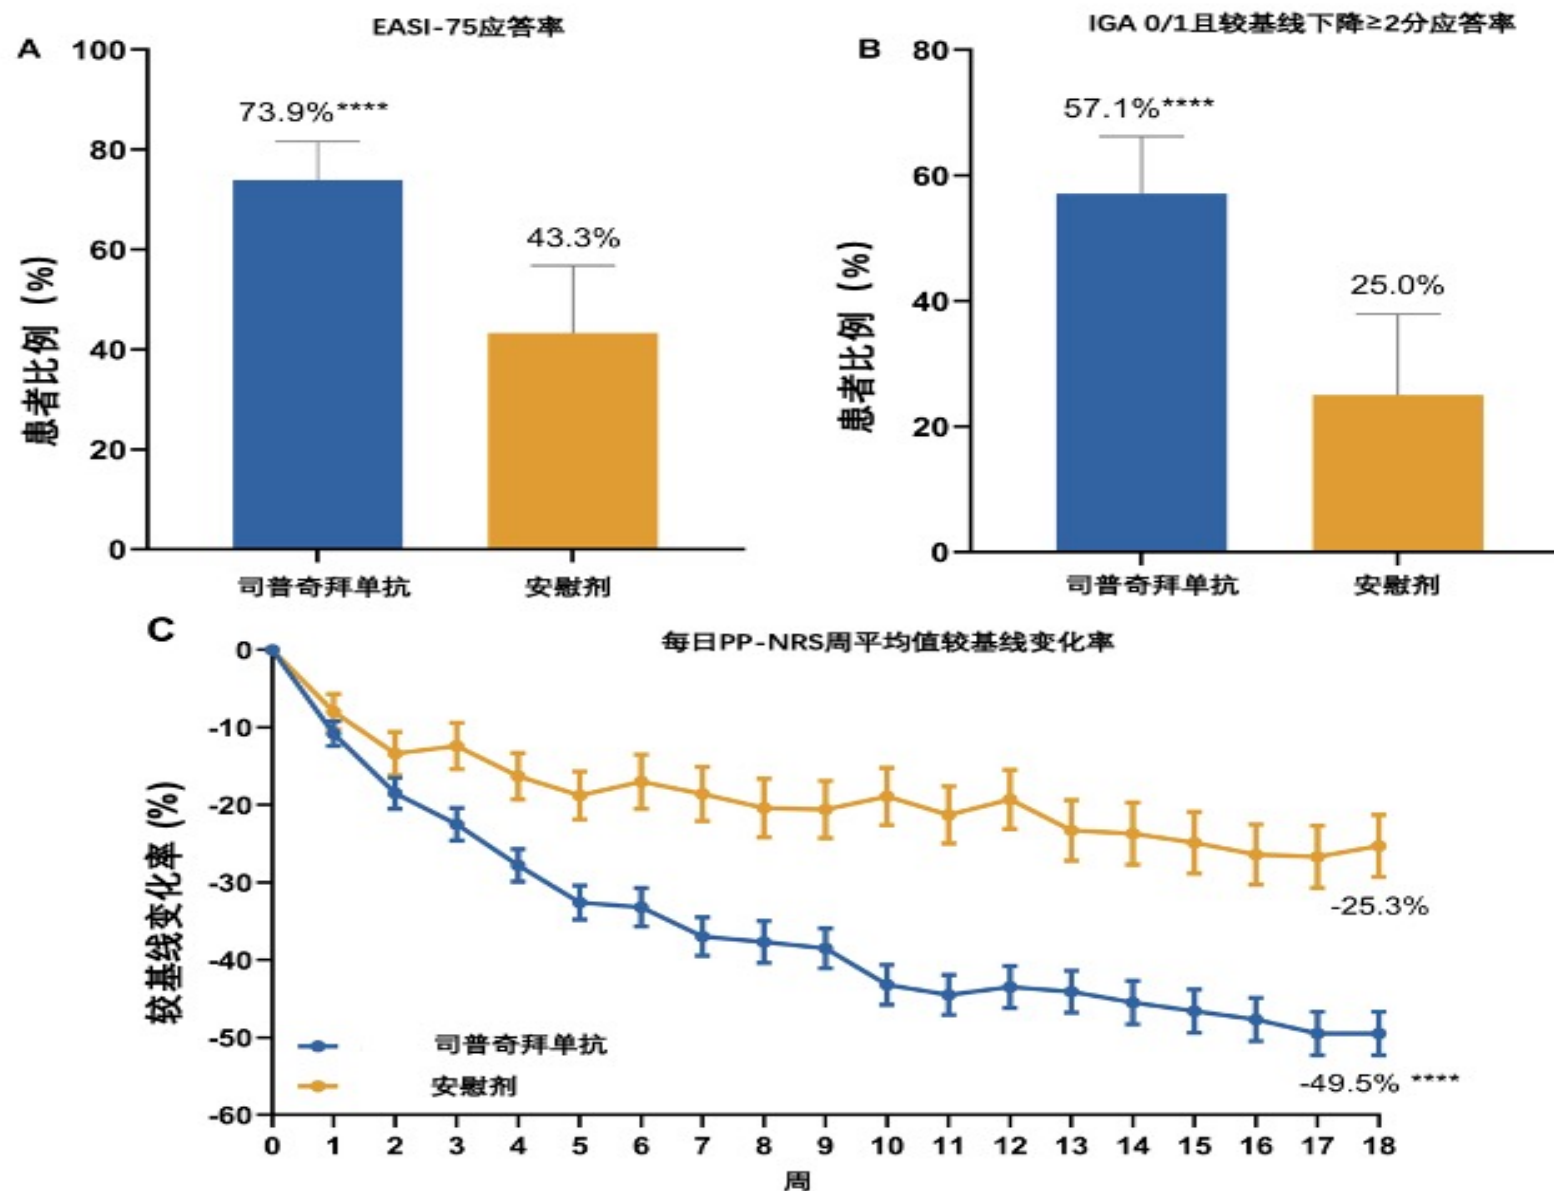 EASI-75应答率
A
100
80
60
40
20
0
患者比例 (%)
73.9%****
43.3%
司普奇拜单抗
安慰剂
IGA 0/1且较基线下降≥2分应答率
B
80
60
40
20
0
患者比例 (%)
57.1%****
25.0%
司普奇拜单抗
安慰剂
C
每日PP-NRS周平均值较基线变化率
0
-10
-20
-30
-40
-50
-60
较基线变化率 (%)
-25.3%
-49.5% ****
司普奇拜单抗
安慰剂
0 1 2 3 4 5 6 7 8 9 10 11 12 13 14 15 16 17 18
周